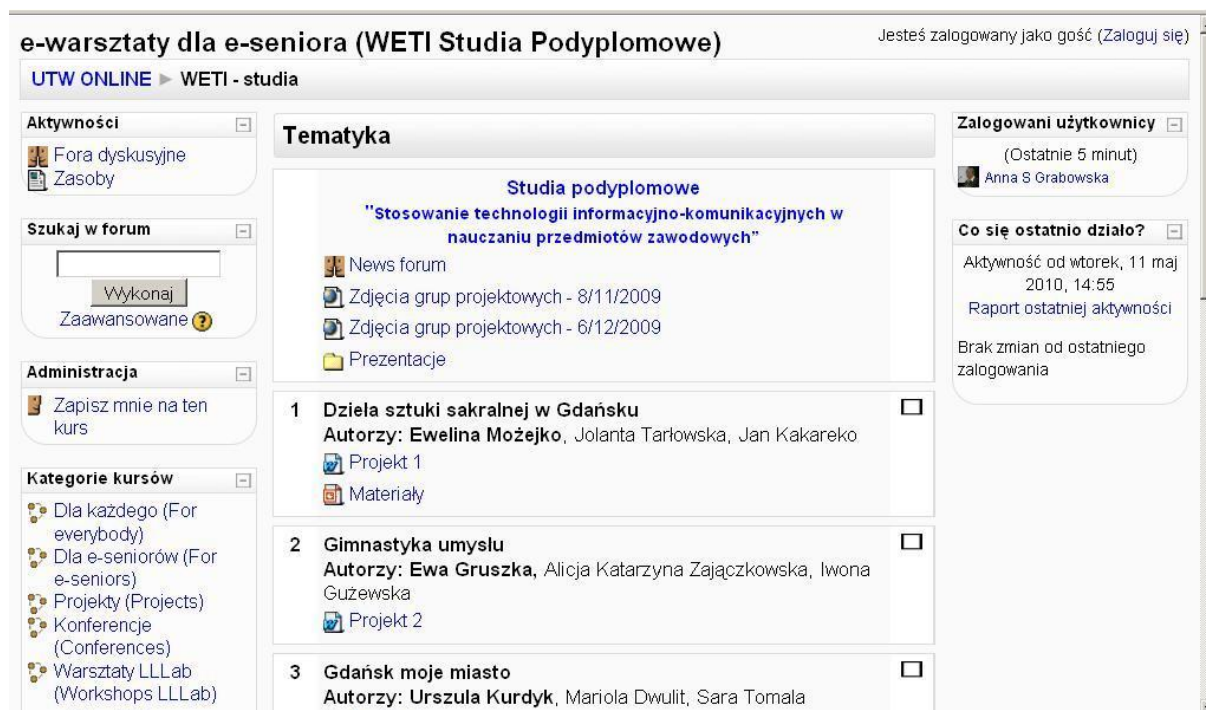 e-warsztaty dla e-seniora (WETI Studia Podyplomowe)
Jesteś zalogowany jako gość (Zaloguj się)
UTW ONLINE ► WETI - studia
Aktywności
Fora dyskusyjne
Zasoby
Szukaj w forum
Wykonaj
Zaawansowane ?
Administracja
Zapisz mnie na ten
kurs
Kategorie kursów
Dla każdego (For
everybody)
Dla e-seniorów (For
e-seniors)
Projekty (Projects)
Konferencje
(Conferences)
Warsztaty LLLab
(Workshops LLLab)
Tematyka
Studia podyplomowe
"Stosowanie technologii informacyjno-komunikacyjnych w
nauczaniu przedmiotów zawodowych"
News forum
Zdjęcia grup projektowych - 8/11/2009
Zdjęcia grup projektowych - 6/12/2009
Prezentacje
1 Dzieła sztuki sakralnej w Gdańsku
Autorzy: Ewelina Możejko, Jolanta Tarłowska, Jan Kakareko
Projekt 1
Materiały
2 Gimnastyka umyslu
Autorzy: Ewa Gruszka, Alicja Katarzyna Zajączkowska, Iwona
Gużewska
Projekt 2
3 Gdańsk moje miasto
Autorzy: Urszula Kurdyk, Mariola Dwulit, Sara Tomala
Zalogowani użytkownicy
(Ostatnie 5 minut)
Anna S Grabowska
Co się ostatnio działo?
Aktywność od wtorek, 11 maj
2010, 14:55
Raport ostatniej aktywności
Brak zmian od ostatniego
zalogowania